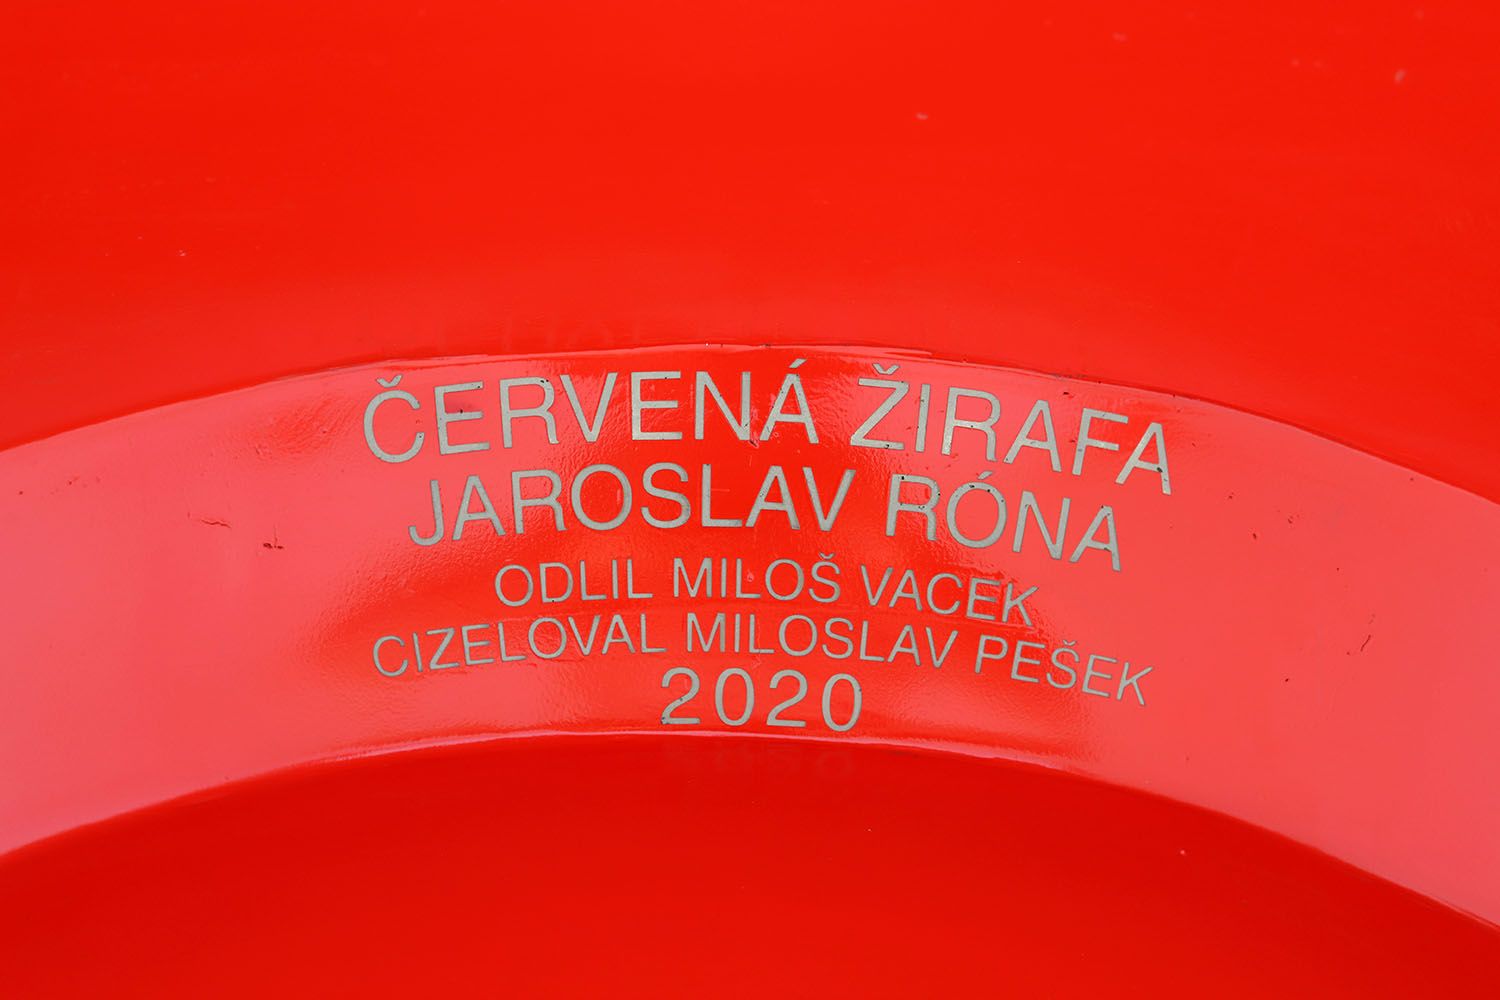 ČERVENÁ ŽIRAFA
JAROSLAV RÓNA
ODLIL MILOŠ VACEK
CIZELOVAL MILOSLAV PEŠEK
2020